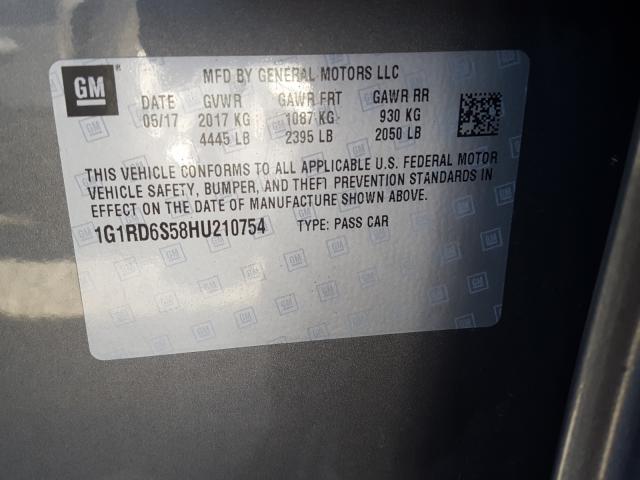 GM MFD BY GENERAL MOTORS LLC
DATE GVWR GAWR FRT GAWR RR
05/17 2017 KG 1087 KG 930 KG
4445 LB 2395 LB 2050 LB
THIS VEHICLE CONFORMS TO ALL APPLICABLE U.S. FEDERAL MOTOR
VEHICLE SAFETY, BUMPER, AND THEFT PREVENTION STANDARDS IN
EFFECT ON THE DATE OF MANUFACTURE SHOWN ABOVE.
1G1RD6S58HU210754 TYPE: PASS CAR